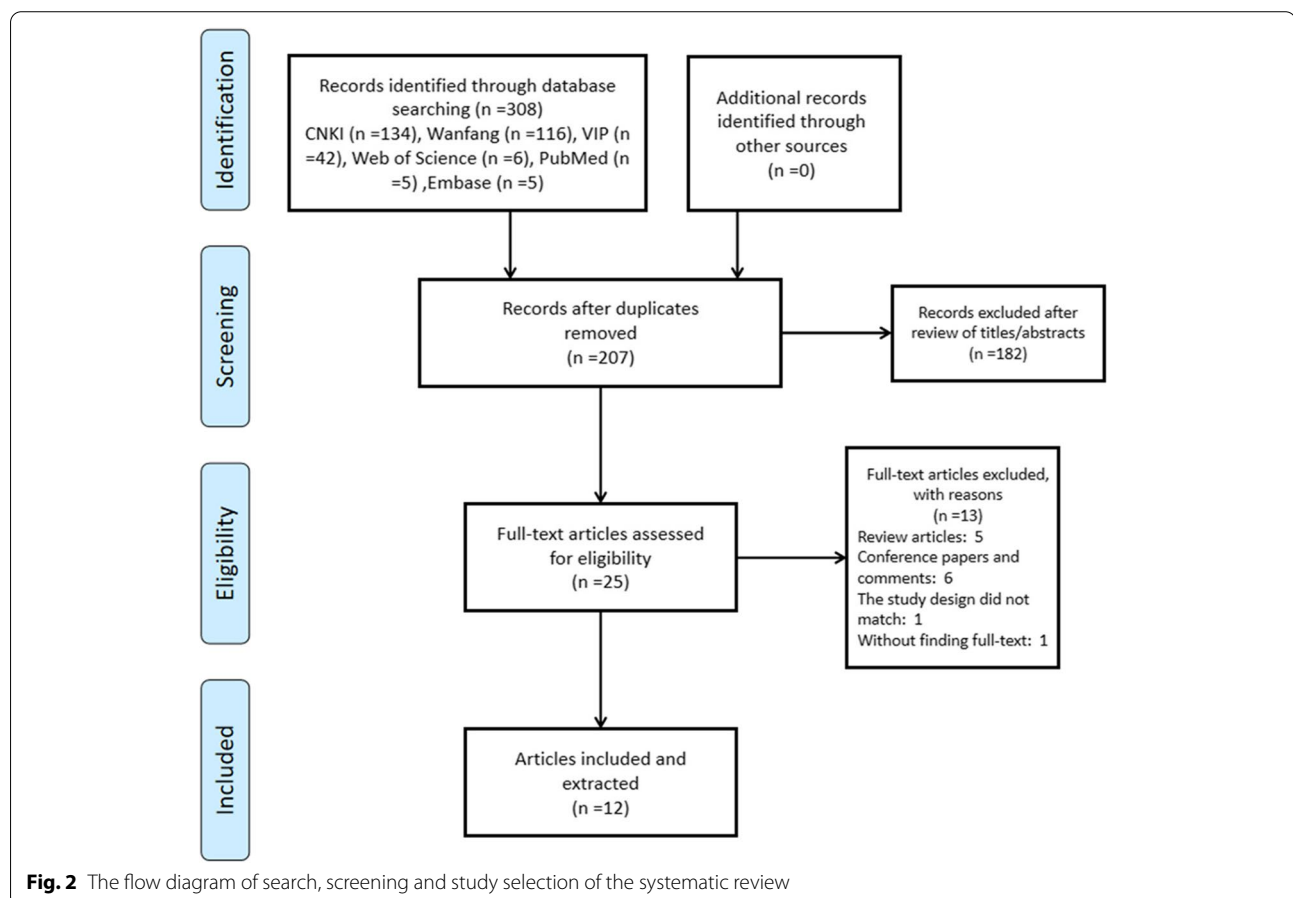 Identification
Records identified through database
searching (n =308)
CNKI (n =134), Wanfang (n =116), VIP (n
=42), Web of Science (n =6), PubMed (n
=5) ,Embase (n =5)
Additional records
identified through
other sources
(n =0)
Screening
Records after duplicates
removed
(n =207)
Records excluded after
review of titles/abstracts
(n =182)
Eligibility
Full-text articles assessed
for eligibility
(n =25)
Full-text articles excluded,
with reasons
(n =13)
Review articles: 5
Conference papers and
comments: 6
The study design did not
match: 1
Without finding full-text: 1
Included
Articles included and
extracted
(n =12)
Fig. 2 The flow diagram of search, screening and study selection of the systematic review